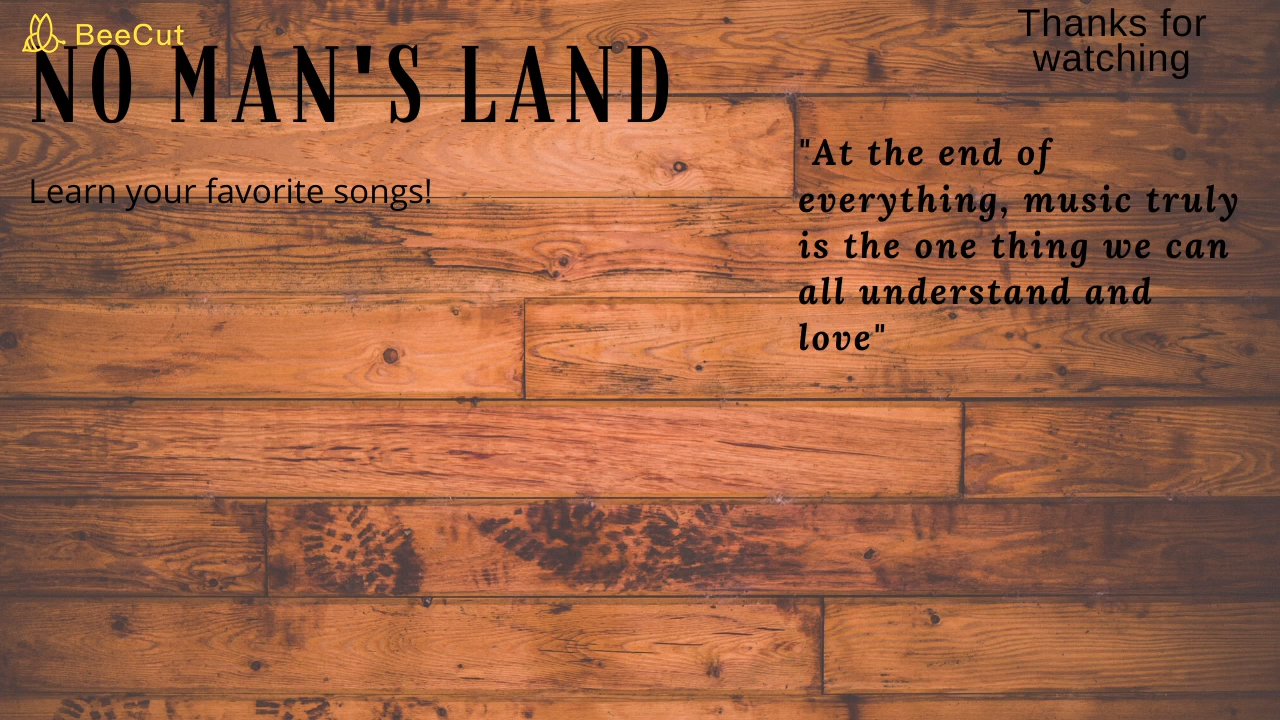 BeeCut
NO MAN'S LAND
Learn your favorite songs!
Thanks for
watching
"At the end of
everything, music truly
is the one thing we can
all understand and
love"